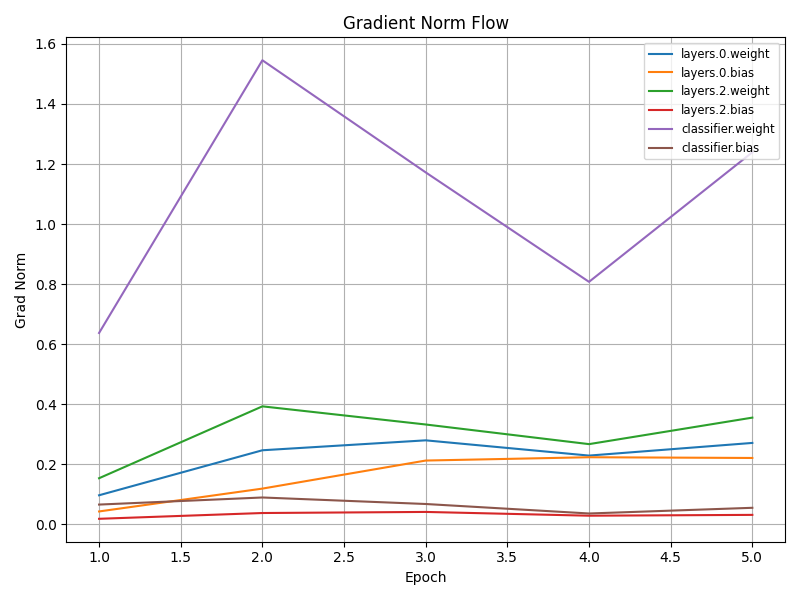 Gradient Norm Flow
Grad Norm
1.6
1.4
1.2
1.0
0.8
0.6
0.4
0.2
0.0
layers.0.weight
layers.0.bias
layers.2.weight
layers.2.bias
classifier.weight
classifier.bias
1.0 1.5 2.0 2.5 3.0 3.5 4.0 4.5 5.0
Epoch